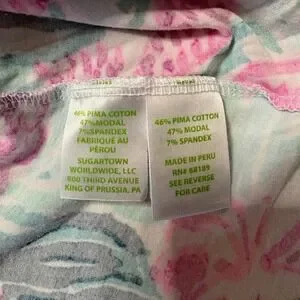 46% PIMA COTTON
47% MODAL
7% SPANDEX
FABRIQUÉ AU
PÉROU
SUGARTOWN
WORLDWIDE, LLC
800 THIRD AVENUE
KING OF PRUSSIA, PA
46% PIMA COTTON
47% MODAL
7% SPANDEX
MADE IN PERU
RN# 88189
SEE REVERSE
FOR CARE